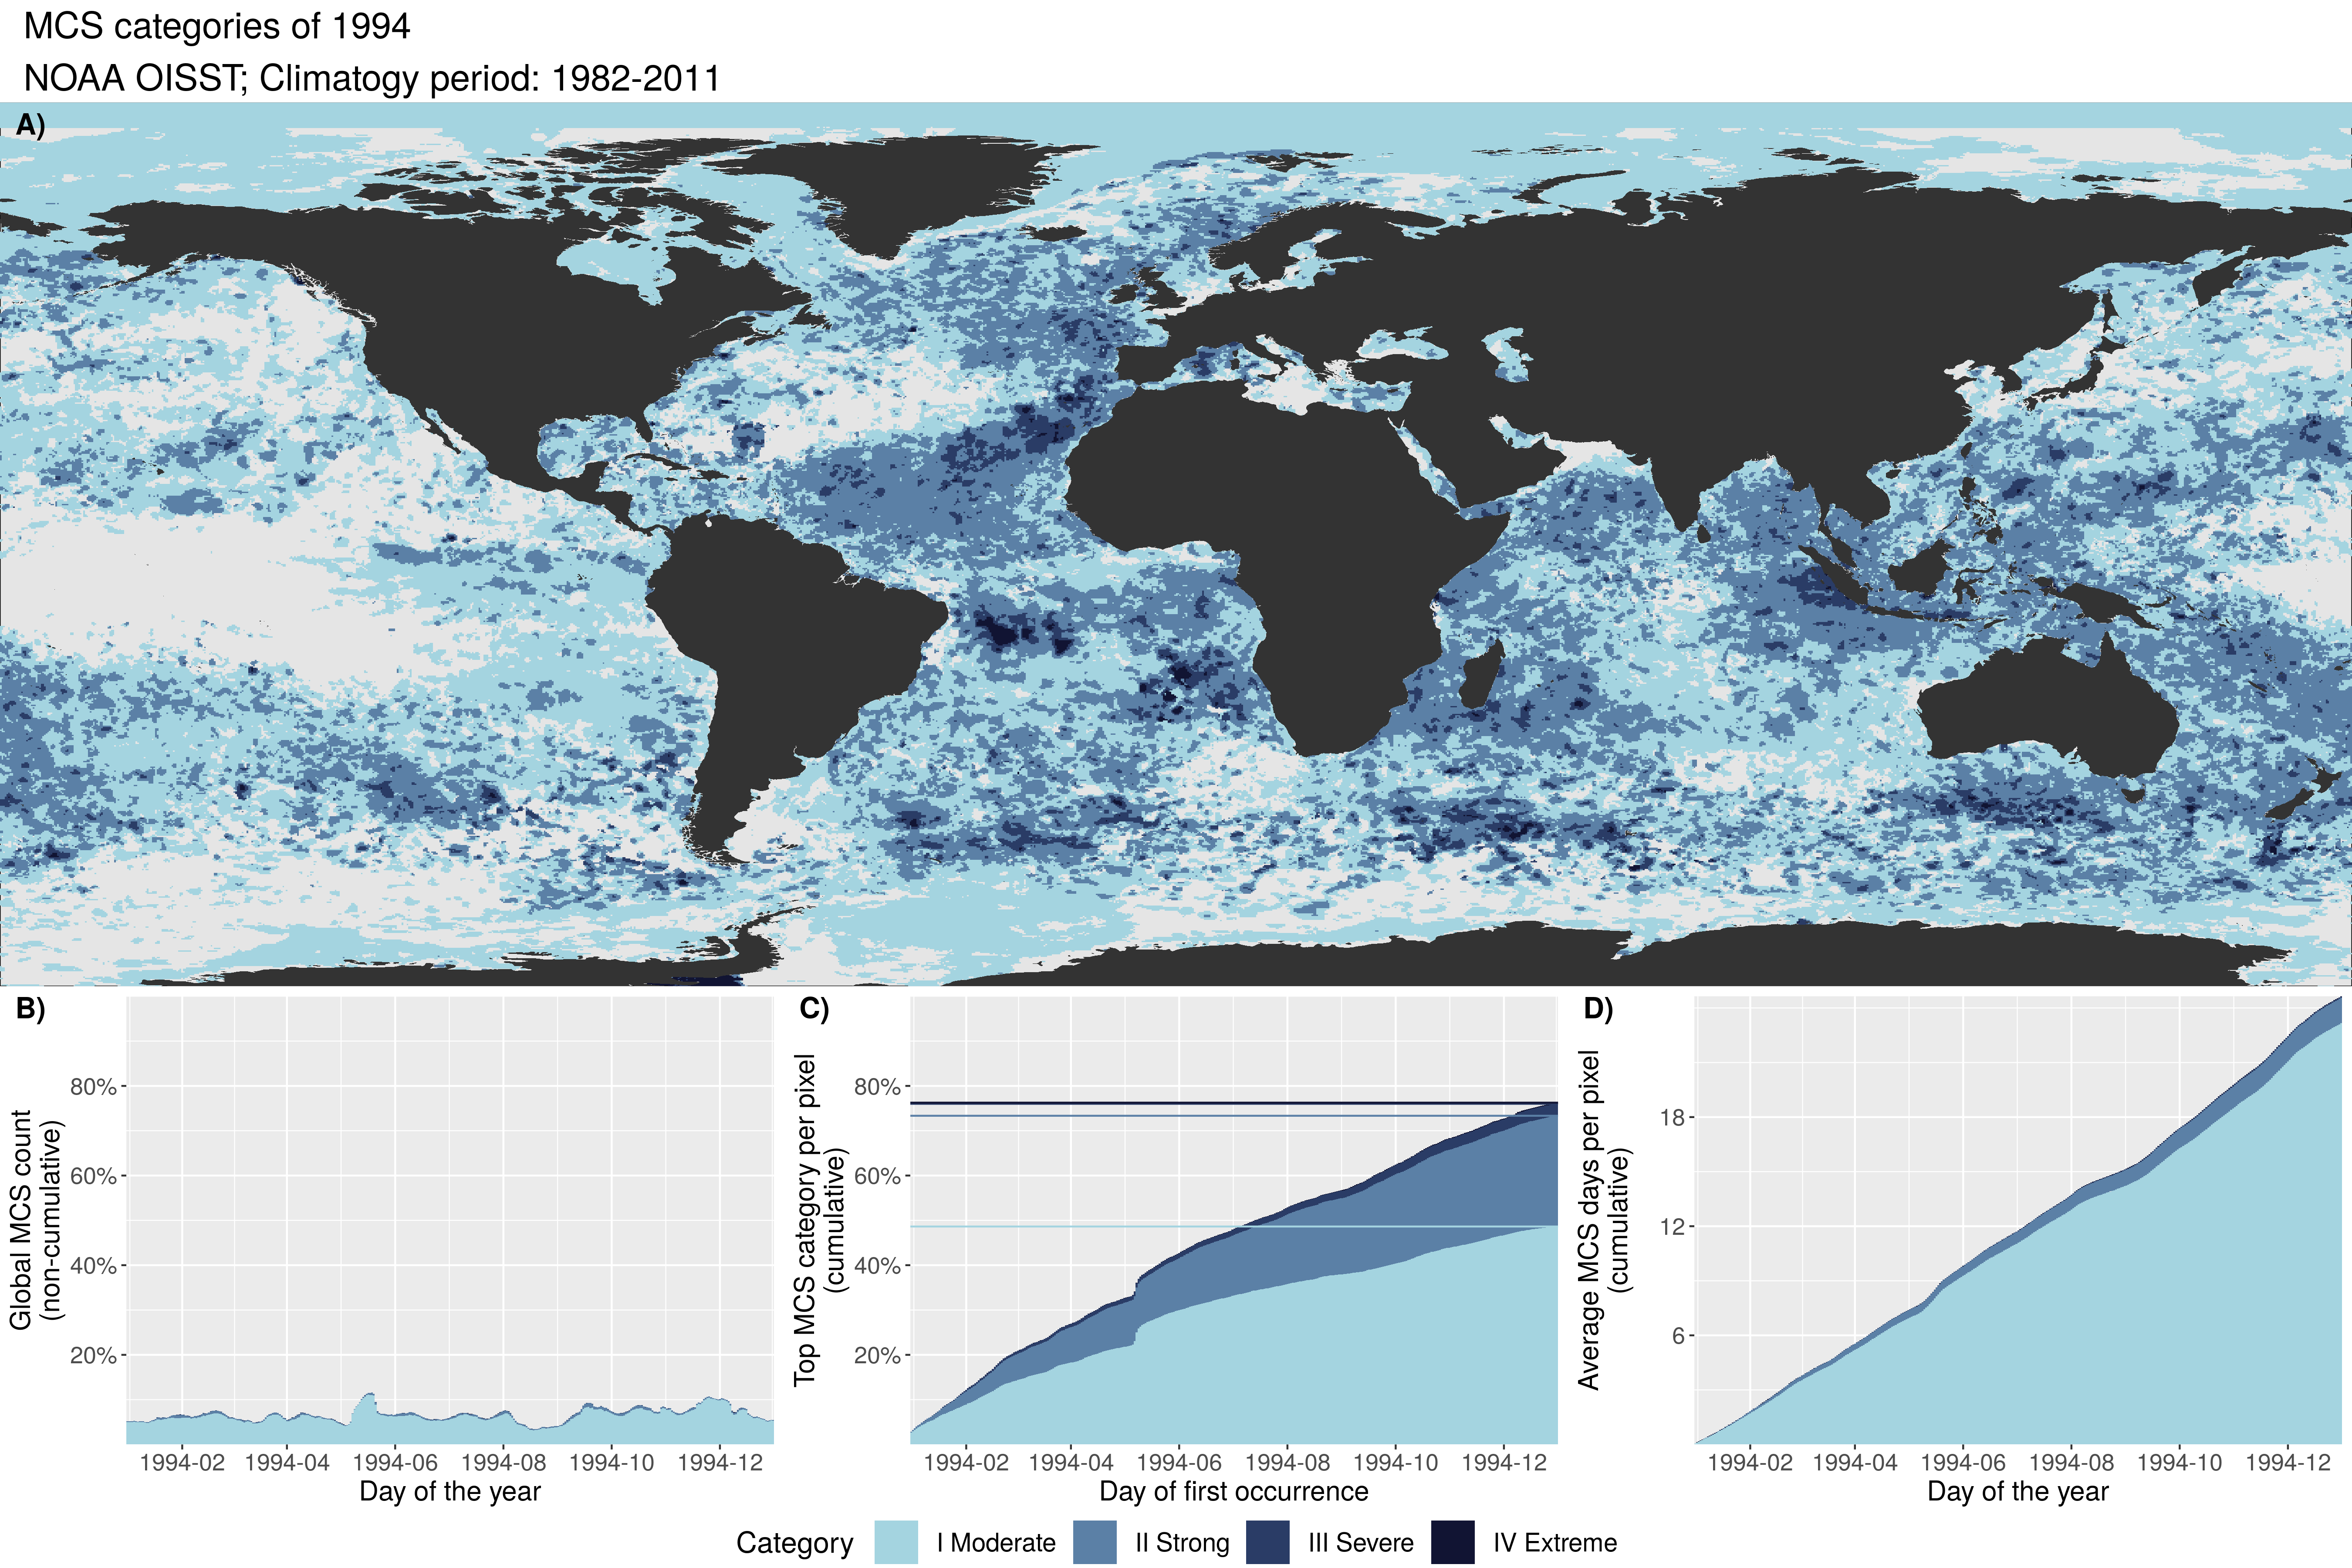 MCS categories of 1994
NOAA OISST; Climatogy period: 1982-2011
A)
B)
Global MCS count
(non-cumulative)
80%
60%
40%
20%
1994-02 1994-04 1994-06 1994-08 1994-10 1994-12
Day of the year
C)
Top MCS category per pixel
(cumulative)
80%
60%
40%
20%
1994-02 1994-04 1994-06 1994-08 1994-10 1994-12
Day of first occurrence
D)
Average MCS days per pixel
(cumulative)
18
12
6
1994-02 1994-04 1994-06 1994-08 1994-10 1994-12
Day of the year
Category I Moderate II Strong III Severe IV Extreme